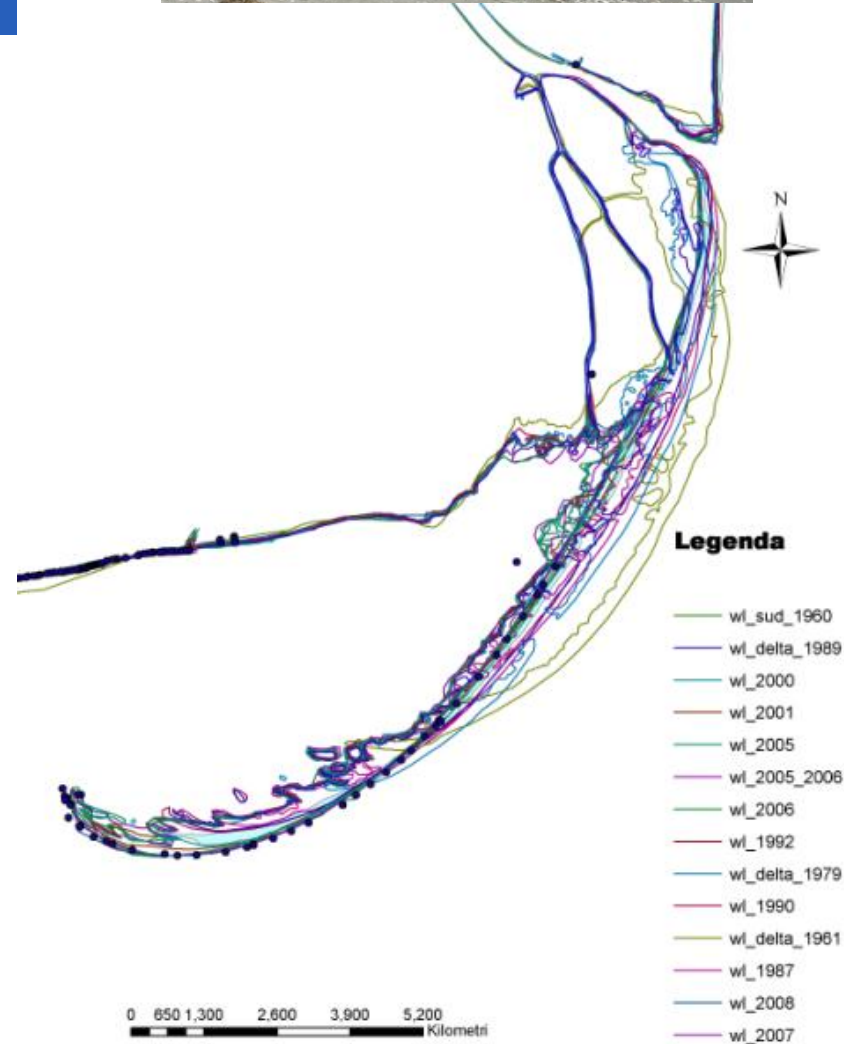 N
Legenda
wl_sud_1960
wl_delta_1989
wl_2000
wl_2001
wl_2005
wl_2005_2006
wl_2006
wl_1992
wl_delta_1979
wl_1990
wl_delta_1961
wl_1987
wl_2008
wl_2007
0 650 1,300 2,600 3,900 5,200
Kilometri